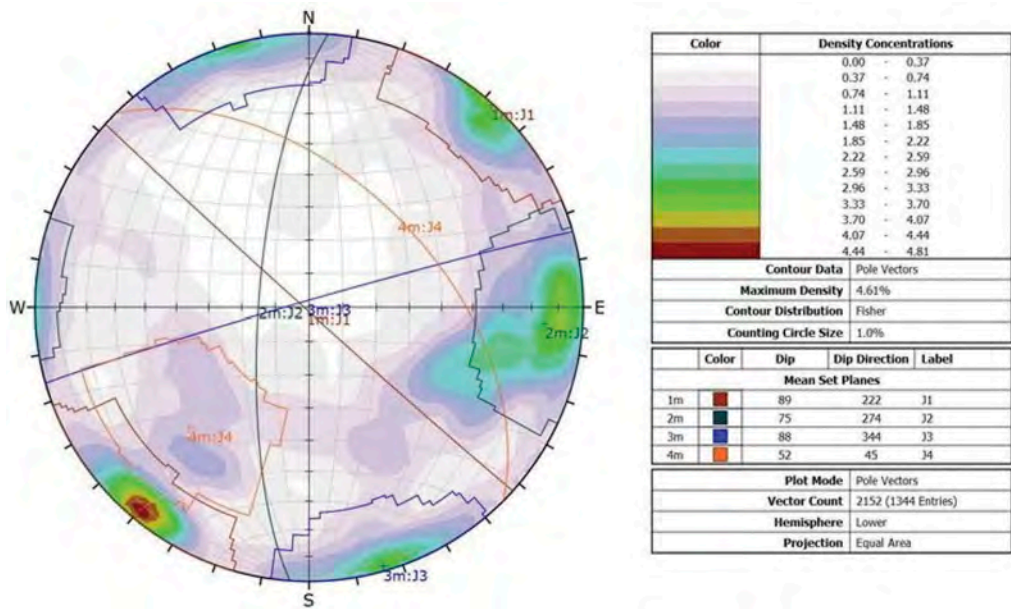 N
1m:J1
4m:J4
W
2m:J2
3m:J3
1m:J1
E
2m:J2
4m:J4
3m:J3
S
Color Density Concentrations
0.00 - 0.37
0.37 - 0.74
0.74 - 1.11
1.11 - 1.48
1.48 - 1.85
1.85 - 2.22
2.22 - 2.59
2.59 - 2.96
2.96 - 3.33
3.33 - 3.70
3.70 - 4.07
4.07 - 4.44
4.44 - 4.81
Contour Data Pole Vectors
Maximum Density 4.61%
Contour Distribution Fisher
Counting Circle Size 1.0%
Color Dip Dip Direction Label
Mean Set Planes
1m 89 222 J1
2m 75 274 J2
3m 88 344 J3
4m 52 45 J4
Plot Mode Pole Vectors
Vector Count 2152 (1344 Entries)
Hemisphere Lower
Projection Equal Area